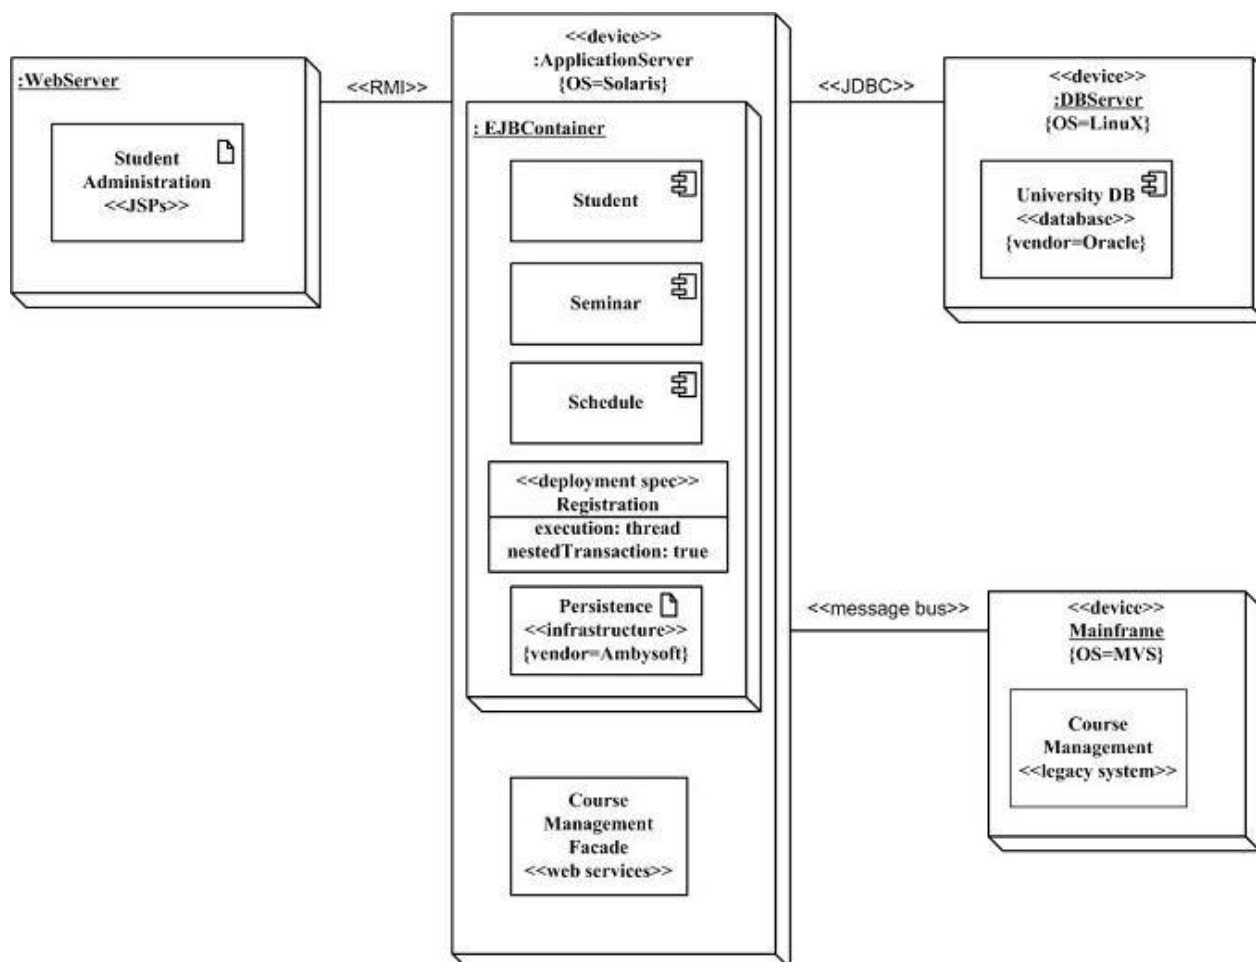 :WebServer
Student
Administration
<<JSPs>>
<<RMI>>
<<device>>
:ApplicationServer
{OS=Solaris}
: EJBContainer
Student
Seminar
Schedule
<<deployment spec>>
Registration
execution: thread
nestedTransaction: true
Persistence
<<infrastructure>>
{vendor=Ambysoft}
Course
Management
Facade
<<web services>>
<<JDBC>>
<<device>>
:DBServer
{OS=LinuX}
University DB
<<database>>
{vendor=Oracle}
<<message bus>>
<<device>>
Mainframe
{OS=MVS}
Course
Management
<<legacy system>>